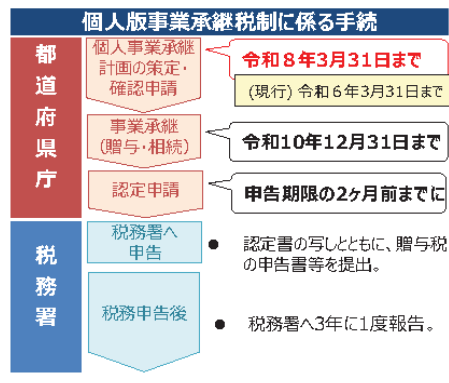 個人版事業承継税制に係る手続
都道府県庁
個人事業承継
計画の策定・
確認申請
令和８年3月31日まで
(現行) 令和６年3月31日まで
事業承継
(贈与・相続)
令和10年12月31日まで
認定申請
申告期限の2ヶ月前までに
税務署
税務署へ
申告
● 認定書の写しとともに、贈与税
の申告書等を提出。
税務申告後
● 税務署へ3年に1度報告。